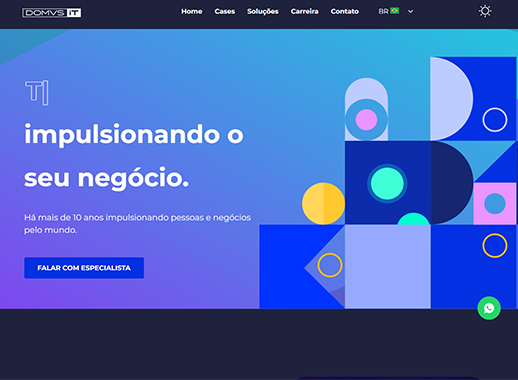 DOMVS iT
Home Cases Soluções Carreira Contato BR
TI
impulsionando o
seu negócio.
Há mais de 10 anos impulsionando pessoas e negócios
pelo mundo.
FALAR COM ESPECIALISTA